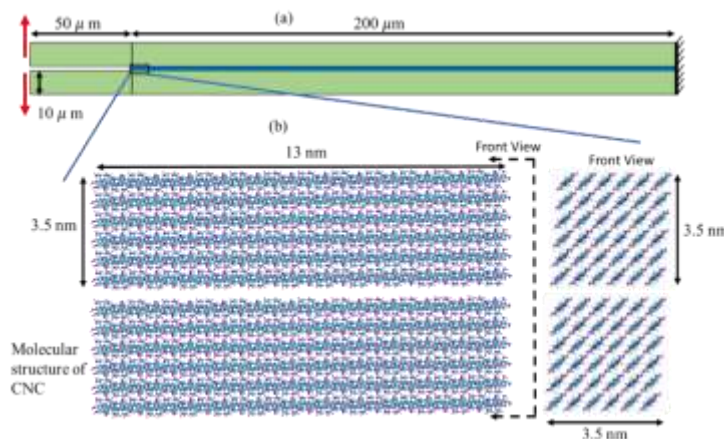 (a)
50 μ m
200 μm
10 μ m
(b)
Front View
13 nm
Front View
3.5 nm
3.5 nm
Molecular
structure of
CNC
3.5 nm